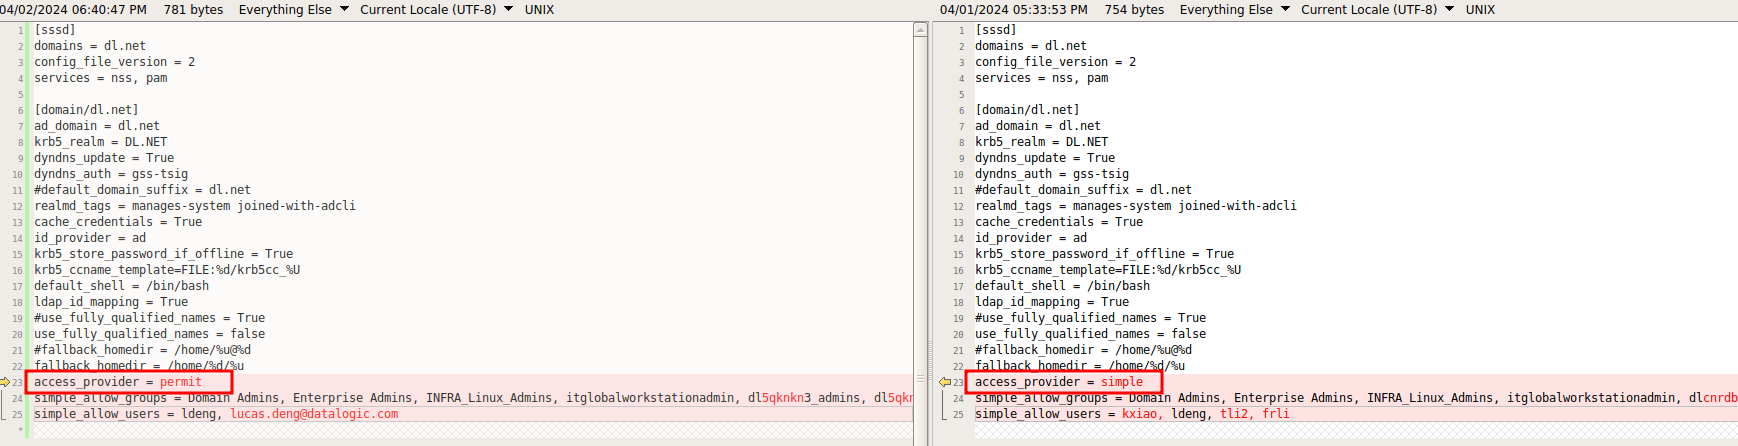 04/02/2024 06:40:47 PM 781 bytes Everything Else Current Locale (UTF-8) UNIX
1 [sssd]
2 domains = dl.net
3 config_file_version = 2
4 services = nss, pam
5
6 [domain/dl.net]
7 ad_domain = dl.net
8 krb5_realm = DL.NET
9 dyndns_update = True
10 dyndns_auth = gss-tsig
11 #default_domain_suffix = dl.net
12 realmd_tags = manages-system joined-with-adcli
13 cache_credentials = True
14 id_provider = ad
15 krb5_store_password_if_offline = True
16 krb5_ccname_template=FILE:%d/krb5cc_%U
17 default_shell = /bin/bash
18 ldap_id_mapping = True
19 #use_fully_qualified_names = True
20 use_fully_qualified_names = false
21 #fallback_homedir = /home/%u@%d
22 fallback_homedir = /home/%d/%u
23 access_provider = permit
24 simple_allow_groups = Domain Admins, Enterprise Admins, INFRA_Linux_Admins, itglobalworkstationadmin, dl5qknkn3_admins, dl5qkn
25 simple_allow_users = ldeng, lucas.deng@datalogic.com
04/01/2024 05:33:53 PM 754 bytes Everything Else Current Locale (UTF-8) UNIX
1 [sssd]
2 domains = dl.net
3 config_file_version = 2
4 services = nss, pam
5
6 [domain/dl.net]
7 ad_domain = dl.net
8 krb5_realm = DL.NET
9 dyndns_update = True
10 dyndns_auth = gss-tsig
11 #default_domain_suffix = dl.net
12 realmd_tags = manages-system joined-with-adcli
13 cache_credentials = True
14 id_provider = ad
15 krb5_store_password_if_offline = True
16 krb5_ccname_template=FILE:%d/krb5cc_%U
17 default_shell = /bin/bash
18 ldap_id_mapping = True
19 #use_fully_qualified_names = True
20 use_fully_qualified_names = false
21 #fallback_homedir = /home/%u@%d
22 fallback_homedir = /home/%d/%u
23 access_provider = simple
24 simple_allow_groups = Domain Admins, Enterprise Admins, INFRA_Linux_Admins, itglobalworkstationadmin, dlcnrdb
25 simple_allow_users = kxiao, ldeng, tli2, frli